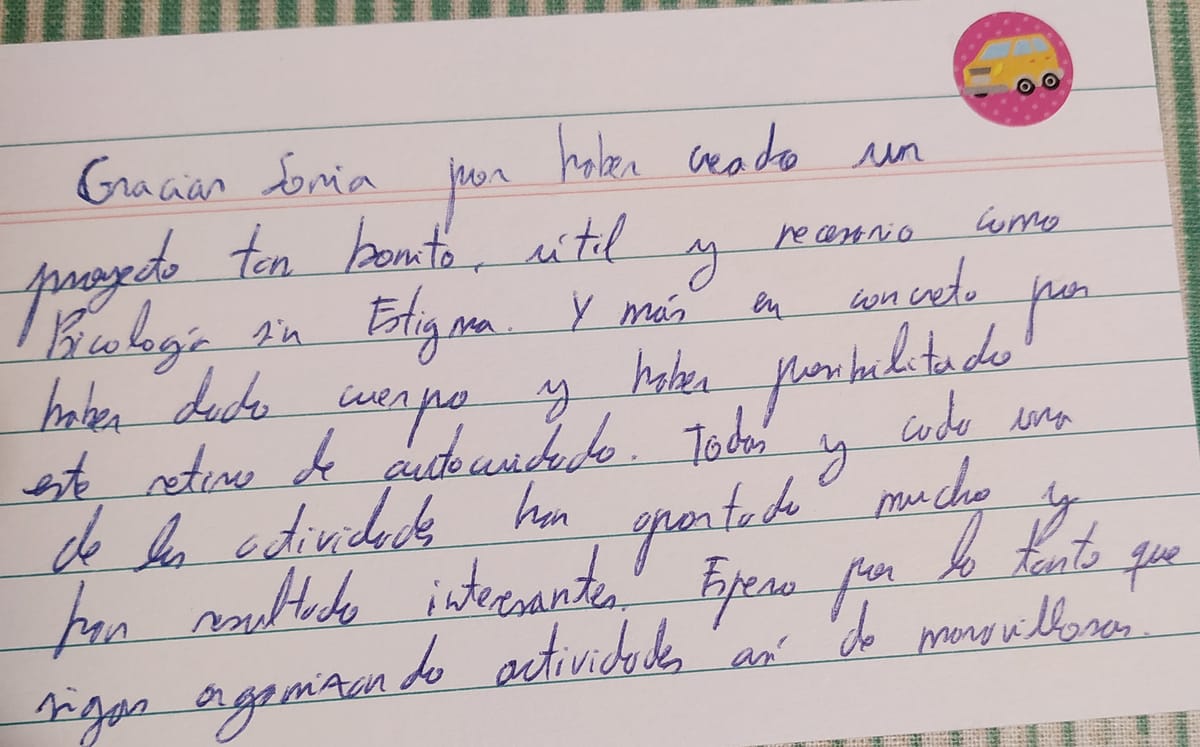 Gracias Sonia por haber creado un
proyecto tan bonito, útil y necesario como
Psicología sin Estigma. Y más en concreto por
haber dado cuerpo y haber posibilitado
este retiro de autocuidado. Todas y cada una
de las actividades han aportado mucho y
han resultado interesantes. Espero por lo tanto que
sigas organizando actividades así de maravillosas.